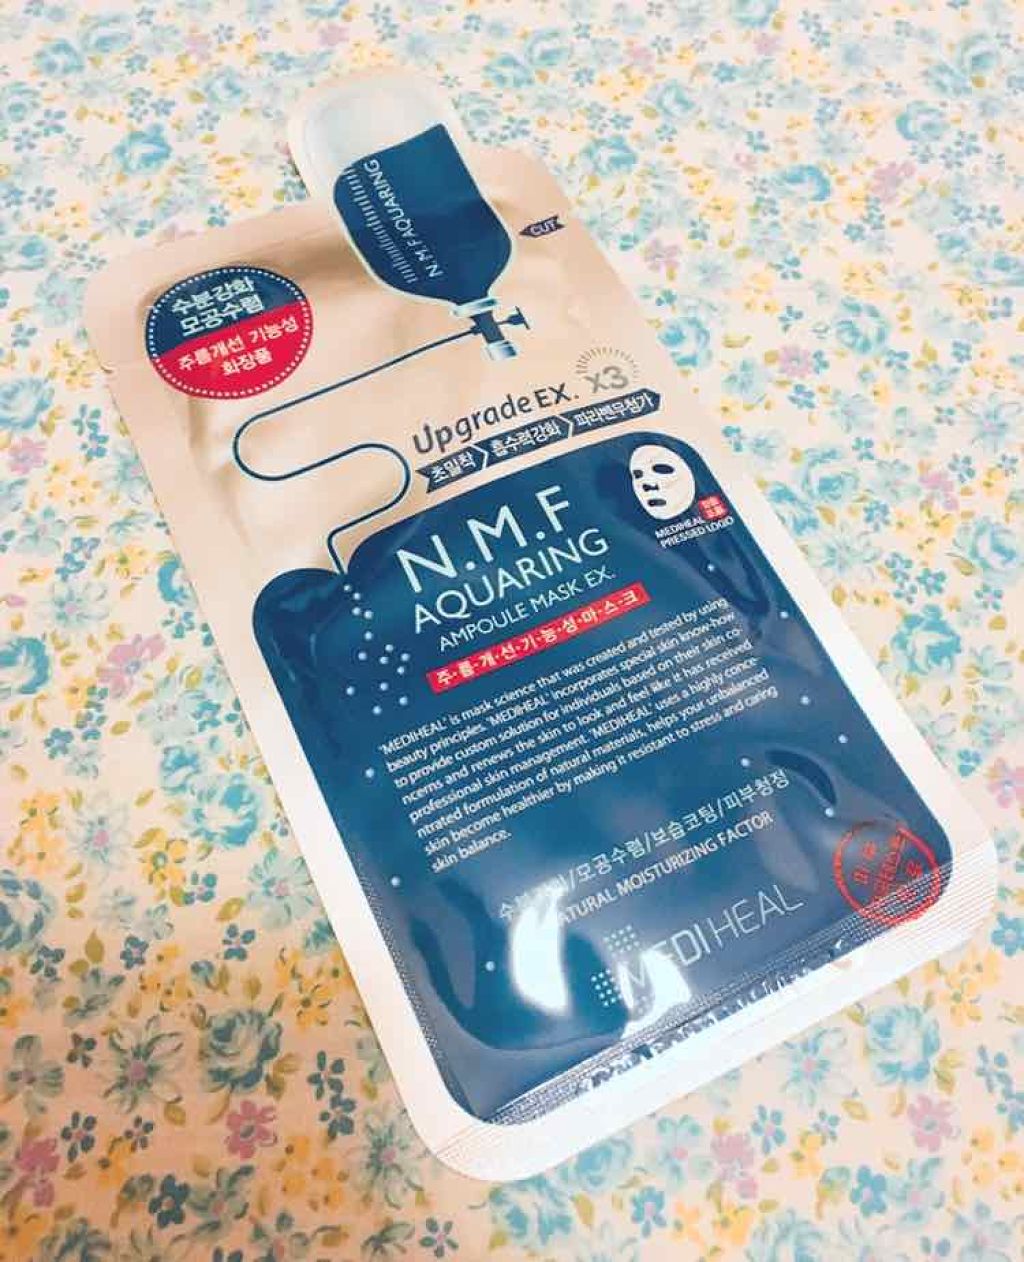 N.M.F AQUARING
CUT
수분강화
모공수렴
주름개선 기능성
화장품
Upgrade EX. X3
초밀착 흡수력강화 파라벤무첨가
N.M.F
AQUARING
AMPOULE MASK EX.
주·름·개·선·기·능·성·마·스·크
MEDIHEAL
PRESSED LOGO
'MEDIHEAL' is mask science that was created and tested by using
beauty principles. 'MEDIHEAL' incorporates special skin know-how
to provide custom solution for individuals based on their skin co-
ncerns and renews the skin to look and feel like it has received
professional skin management. 'MEDIHEAL' uses a highly conce-
ntrated formulation of natural materials, helps your unbalanced
skin become healthier by making it resistant to stress and caring
skin balance.
/모공수렴/보습코팅/피부청정
NATURAL MOISTURIZING FACTOR
MEDIHEAL